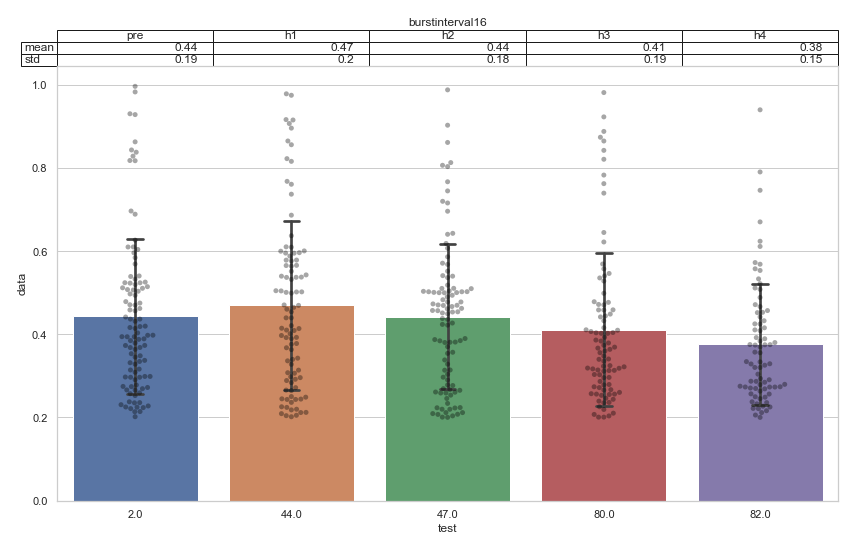 burstinterval16
pre h1 h2 h3 h4
mean 0.44 0.47 0.44 0.41 0.38
std 0.19 0.2 0.18 0.19 0.15
1.0
0.8
0.6
0.4
0.2
0.0
data
2.0 44.0 47.0 80.0 82.0
test